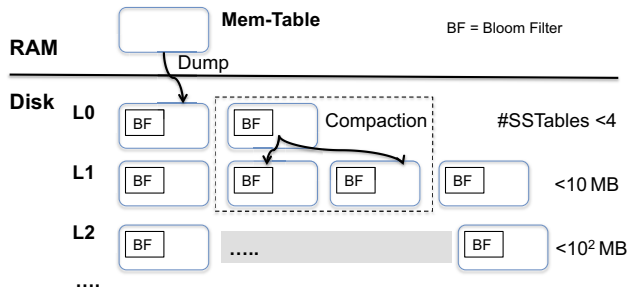 Mem-Table
BF = Bloom Filter
RAM
Dump
Disk
L0
BF
BF
Compaction
#SSTables <4
L1
BF
BF
BF
BF
<10 MB
L2
BF
.....
BF
<10² MB
....